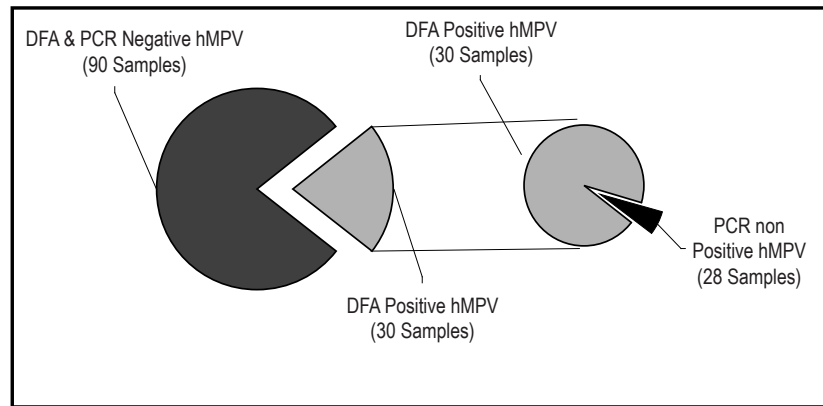 DFA & PCR Negative hMPV
(90 Samples)
DFA Positive hMPV
(30 Samples)
DFA Positive hMPV
(30 Samples)
PCR non
Positive hMPV
(28 Samples)